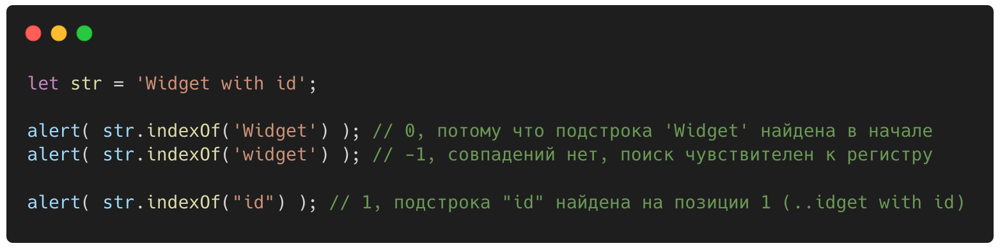 let str = 'Widget with id';
alert( str.indexOf('Widget') ); // 0, потому что подстрока 'Widget' найдена в начале
alert( str.indexOf('widget') ); // -1, совпадений нет, поиск чувствителен к регистру
alert( str.indexOf("id") ); // 1, подстрока "id" найдена на позиции 1 (..idget with id)